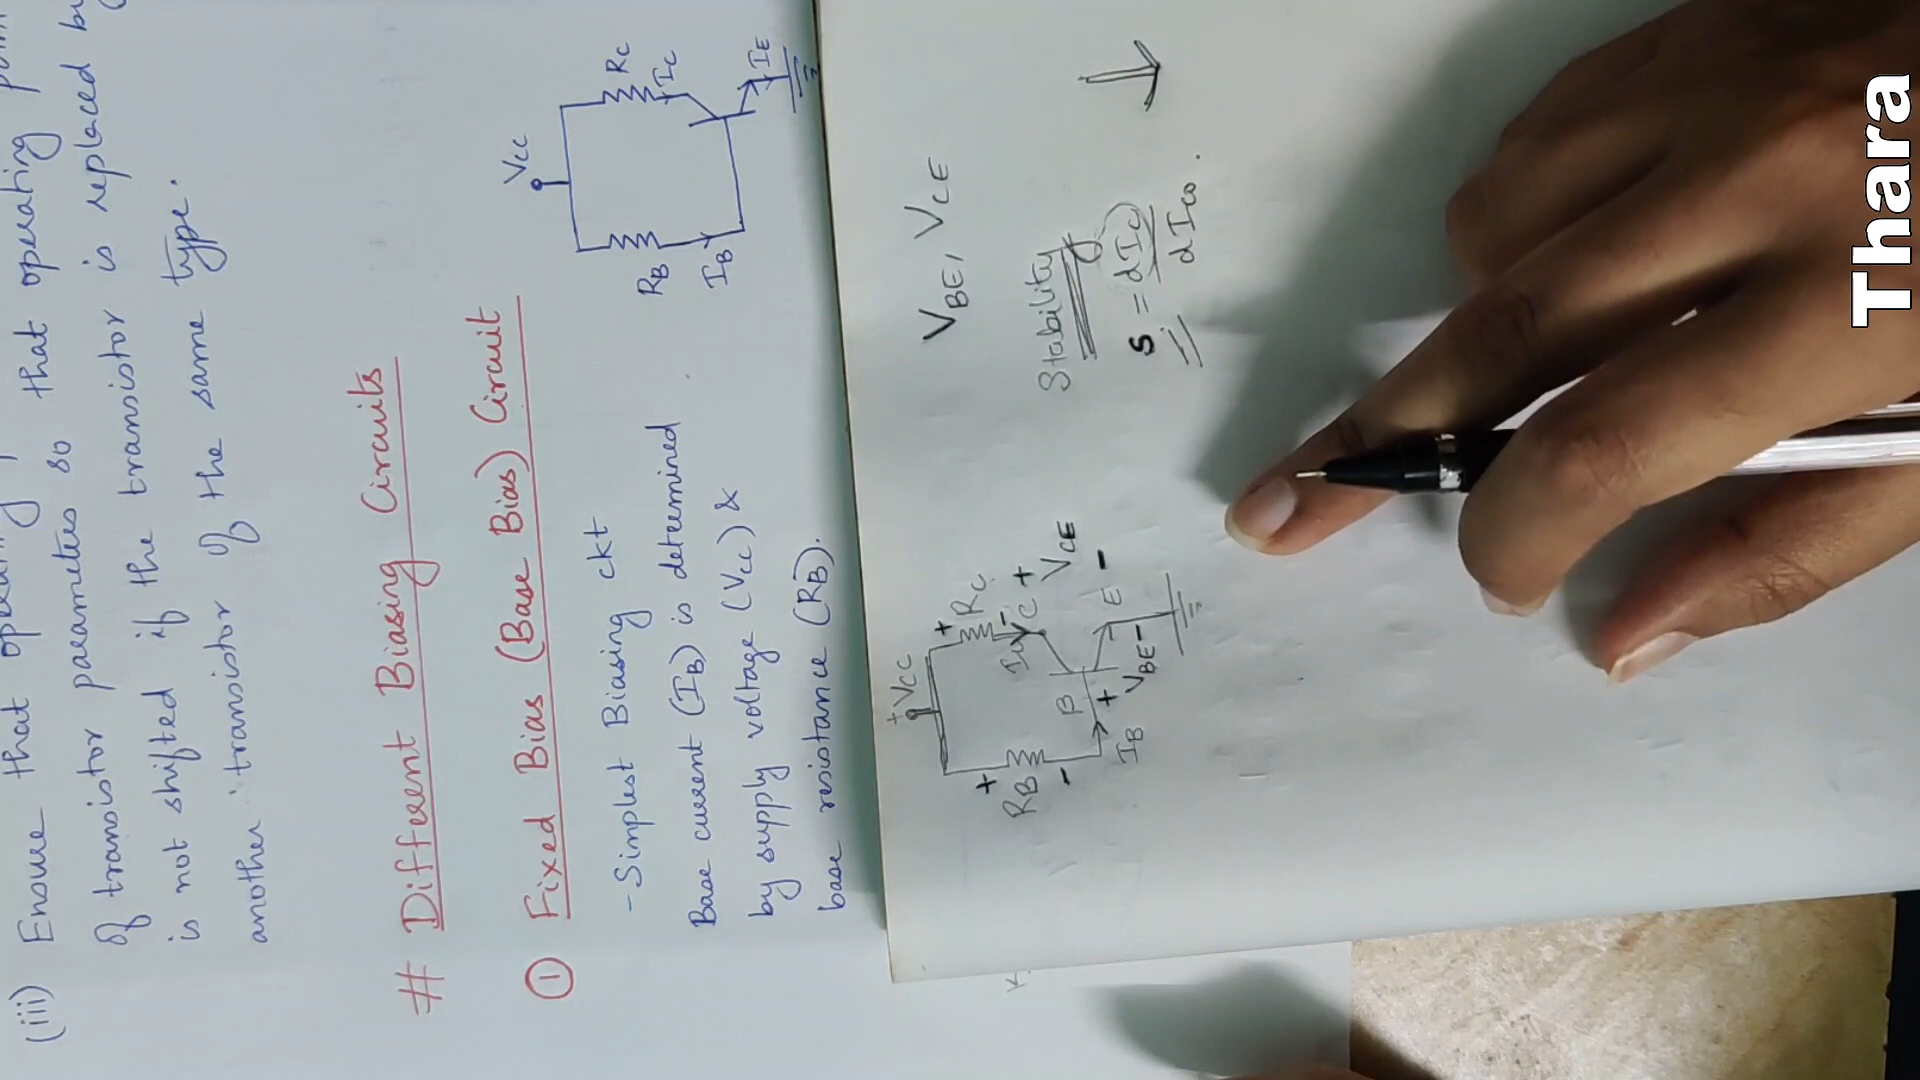 (iii) Ensure that that operating
of transistor parameters so that operating
is not shifted if the transistor is replaced by
another transistor of the same type.
# Different Biasing Circuits
① Fixed Bias (Base Bias) Circuit
- Simplest Biasing ckt
Base current (IB) is determined
by supply voltage (Vcc) &
base resistance (RB).
Vcc
RB
RC
IB
IC
IE
+VCC
+
+
RB
RC
-
-
IC
C +
VCE
B
E -
IB
+ VBE -
VBE, VCE
Stability
S = dIC
dICO.
Thara